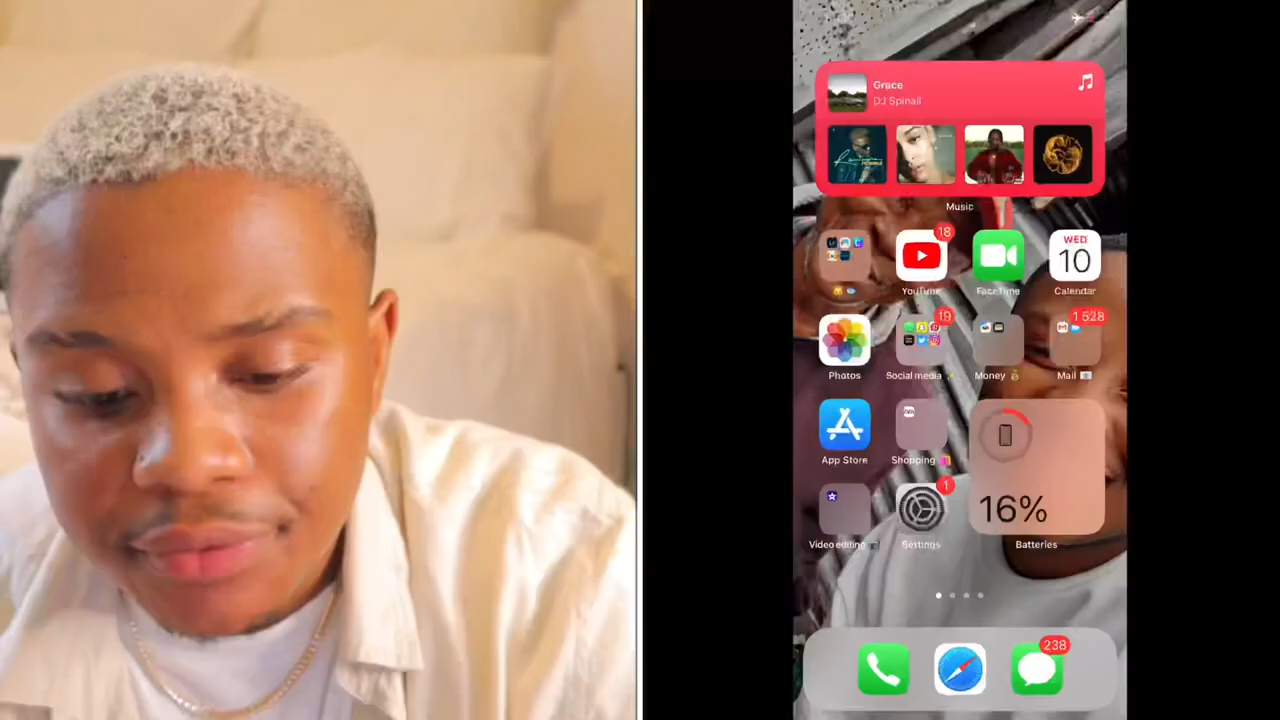 Grace
DJ Spinall
Music
18
YouTube
FaceTime
WED
10
Calendar
Photos
19
Social media
Money
1 528
Mail
App Store
Shopping
16%
Batteries
Video editing
1
Settings
238